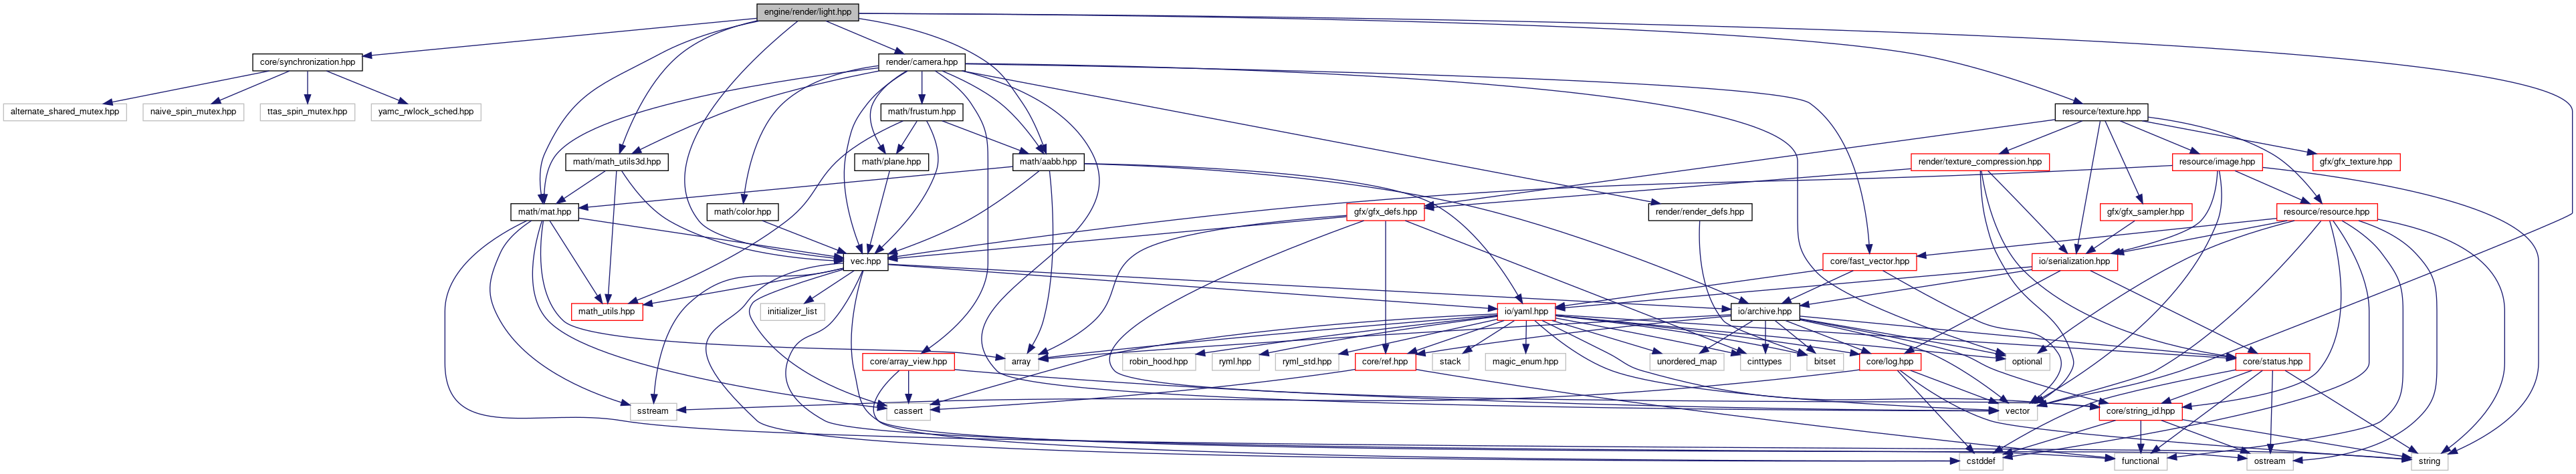 engine/render/light.hpp
core/synchronization.hpp
render/camera.hpp
alternate_shared_mutex.hpp
naive_spin_mutex.hpp
ttas_spin_mutex.hpp
yamc_rwlock_sched.hpp
math/frustum.hpp
resource/texture.hpp
math/math_utils3d.hpp
math/plane.hpp
math/aabb.hpp
render/texture_compression.hpp
resource/image.hpp
gfx/gfx_texture.hpp
math/mat.hpp
math/color.hpp
gfx/gfx_defs.hpp
render/render_defs.hpp
gfx/gfx_sampler.hpp
resource/resource.hpp
vec.hpp
core/fast_vector.hpp
io/serialization.hpp
math_utils.hpp
initializer_list
io/yaml.hpp
io/archive.hpp
core/array_view.hpp
array
robin_hood.hpp
ryml.hpp
ryml_std.hpp
core/ref.hpp
stack
magic_enum.hpp
unordered_map
cinttypes
bitset
core/log.hpp
optional
core/status.hpp
sstream
cassert
vector
core/string_id.hpp
cstddef
functional
ostream
string